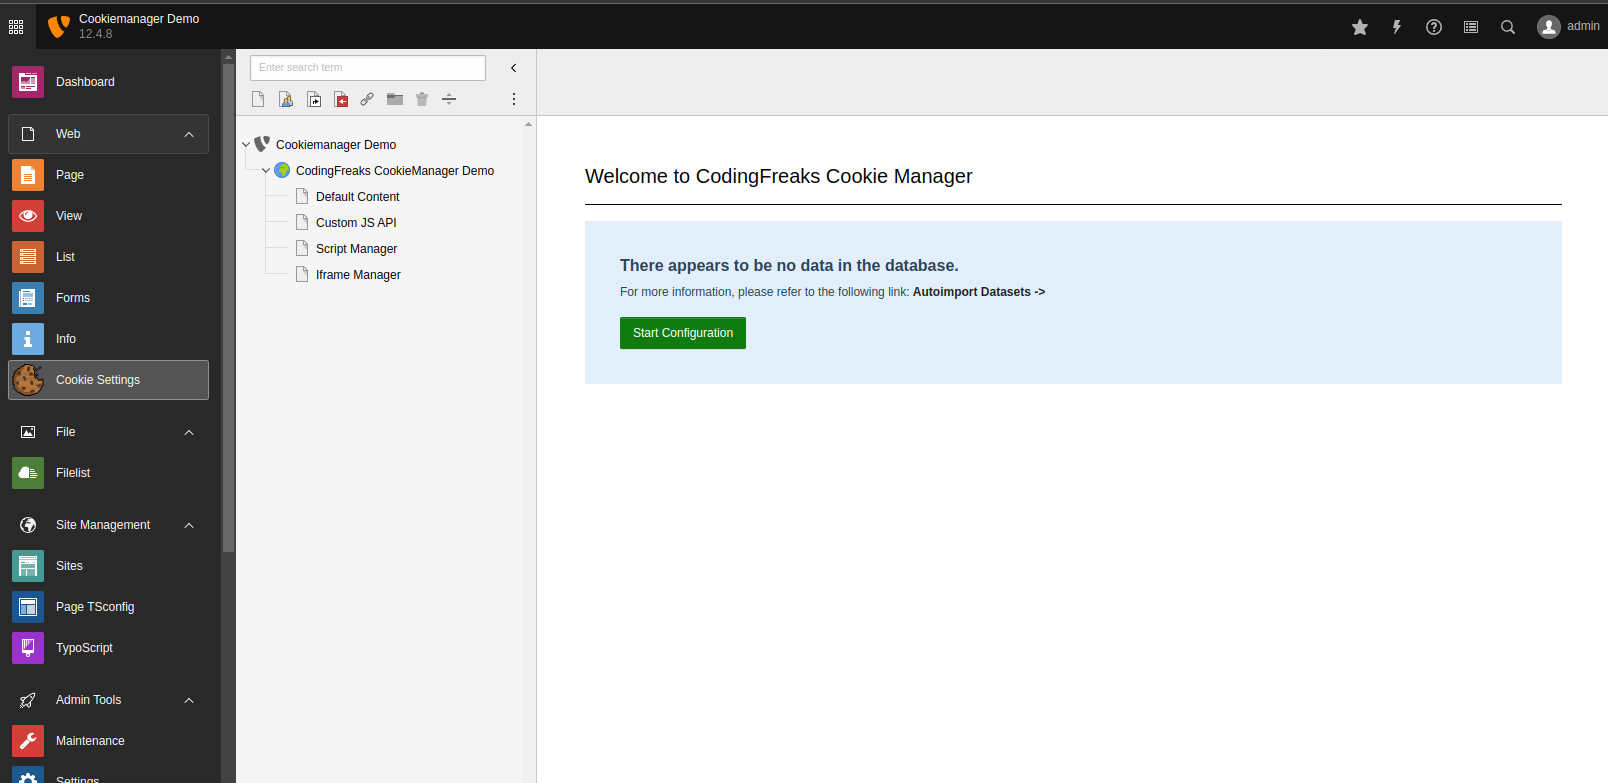 Cookiemanager Demo
12.4.8
admin
Dashboard
Web
Page
View
List
Forms
Info
Cookie Settings
File
Filelist
Site Management
Sites
Page TSconfig
TypoScript
Admin Tools
Maintenance
Settings
Enter search term
Cookiemanager Demo
CodingFreaks CookieManager Demo
Default Content
Custom JS API
Script Manager
Iframe Manager
Welcome to CodingFreaks Cookie Manager
There appears to be no data in the database.
For more information, please refer to the following link: Autoimport Datasets ->
Start Configuration